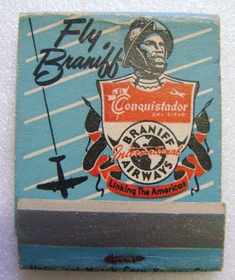 Fly
Braniff
El
Conquistador
DEL CIELO
BRANIFF
International
AIRWAYS
Linking The Americas